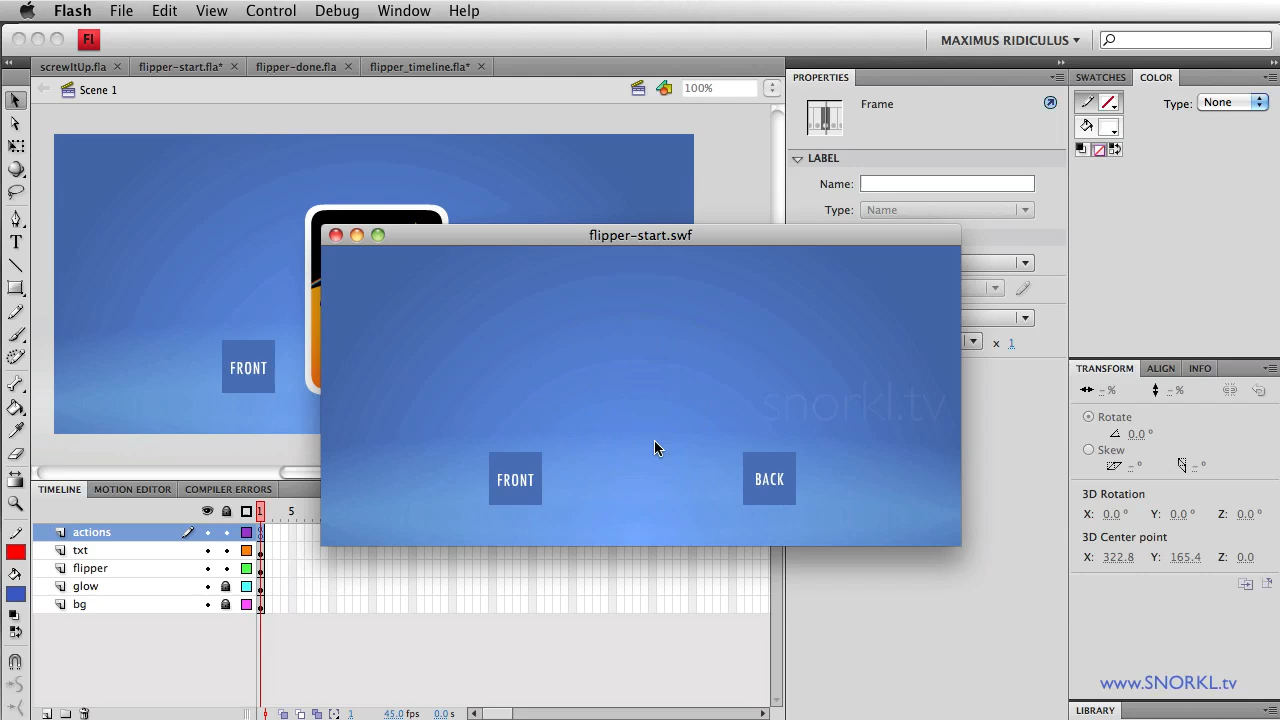 Flash File Edit View Control Debug Window Help
Fl MAXIMUS RIDICULUS
screwItUp.fla flipper-start.fla* flipper-done.fla flipper_timeline.fla*
Scene 1 100%
PROPERTIES
Frame
LABEL
Name:
Type: Name
x 1
SWATCHES COLOR
Type: None
FRONT
flipper-start.swf
snorkl.tv
FRONT BACK
TRANSFORM ALIGN INFO
– % – %
Rotate
0.0 °
Skew
– ° – °
3D Rotation
X: 0.0 ° Y: 0.0 ° Z: 0.0 °
3D Center point
X: 322.8 Y: 165.4 Z: 0.0
TIMELINE MOTION EDITOR COMPILER ERRORS
1 5
actions
txt
flipper
glow
bg
1 45.0 fps 0.0 s
www.SNORKL.tv
LIBRARY